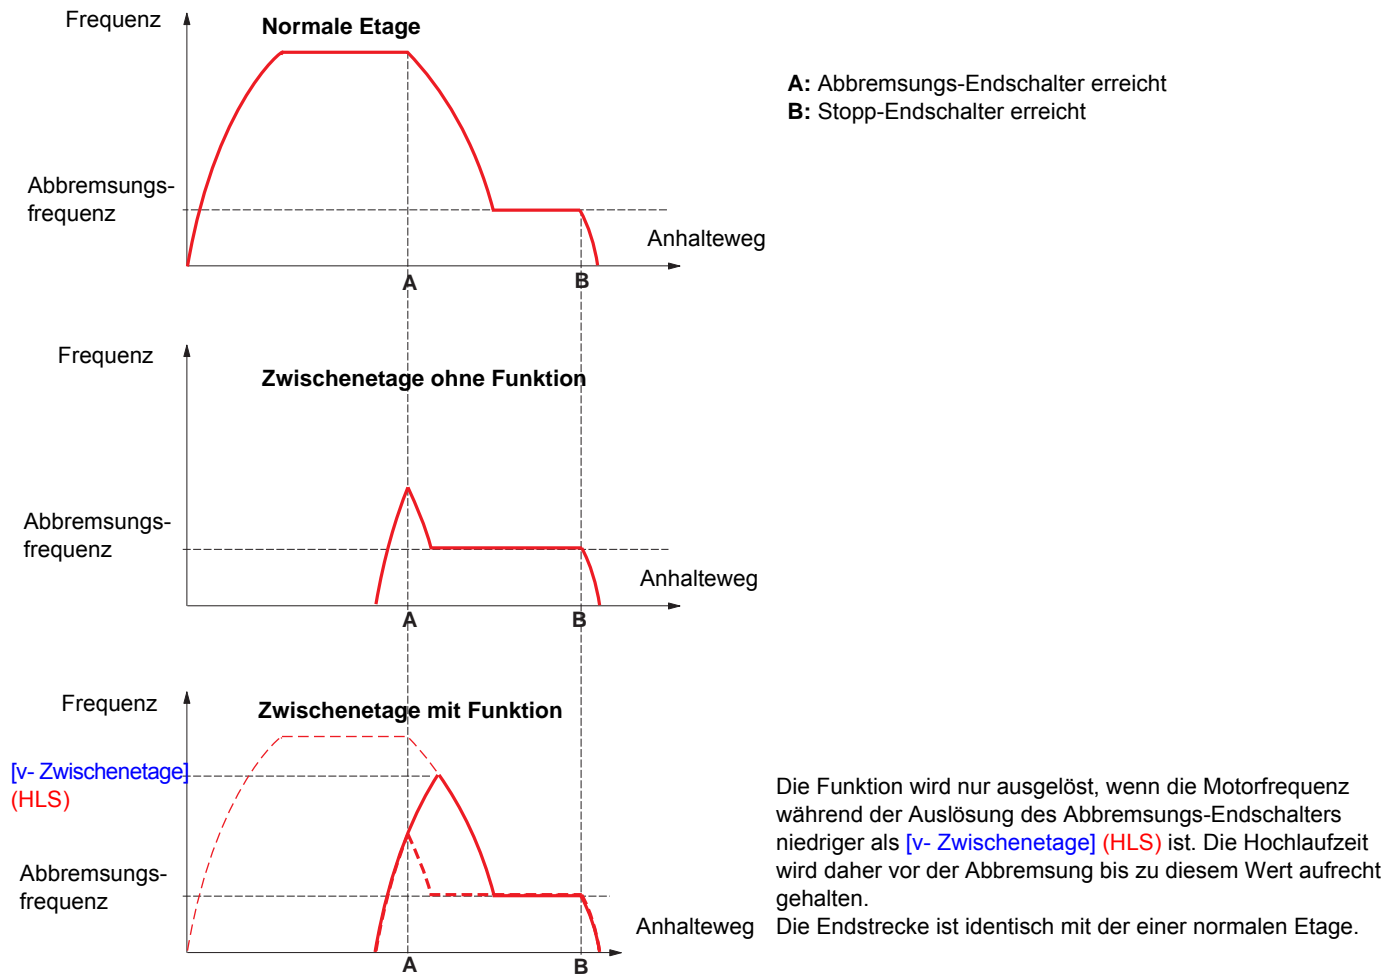 Frequenz
Normale Etage
A: Abbremsungs-Endschalter erreicht
B: Stopp-Endschalter erreicht
Abbremsungs-
frequenz
Anhalteweg
A
B
Frequenz
Zwischenetage ohne Funktion
Abbremsungs-
frequenz
Anhalteweg
A
B
Frequenz
Zwischenetage mit Funktion
[v- Zwischenetage]
(HLS)
Abbremsungs-
frequenz
Anhalteweg
A
B
Die Funktion wird nur ausgelöst, wenn die Motorfrequenz
während der Auslösung des Abbremsungs-Endschalters
niedriger als [v- Zwischenetage] (HLS) ist. Die Hochlaufzeit
wird daher vor der Abbremsung bis zu diesem Wert aufrecht
gehalten.
Die Endstrecke ist identisch mit der einer normalen Etage.